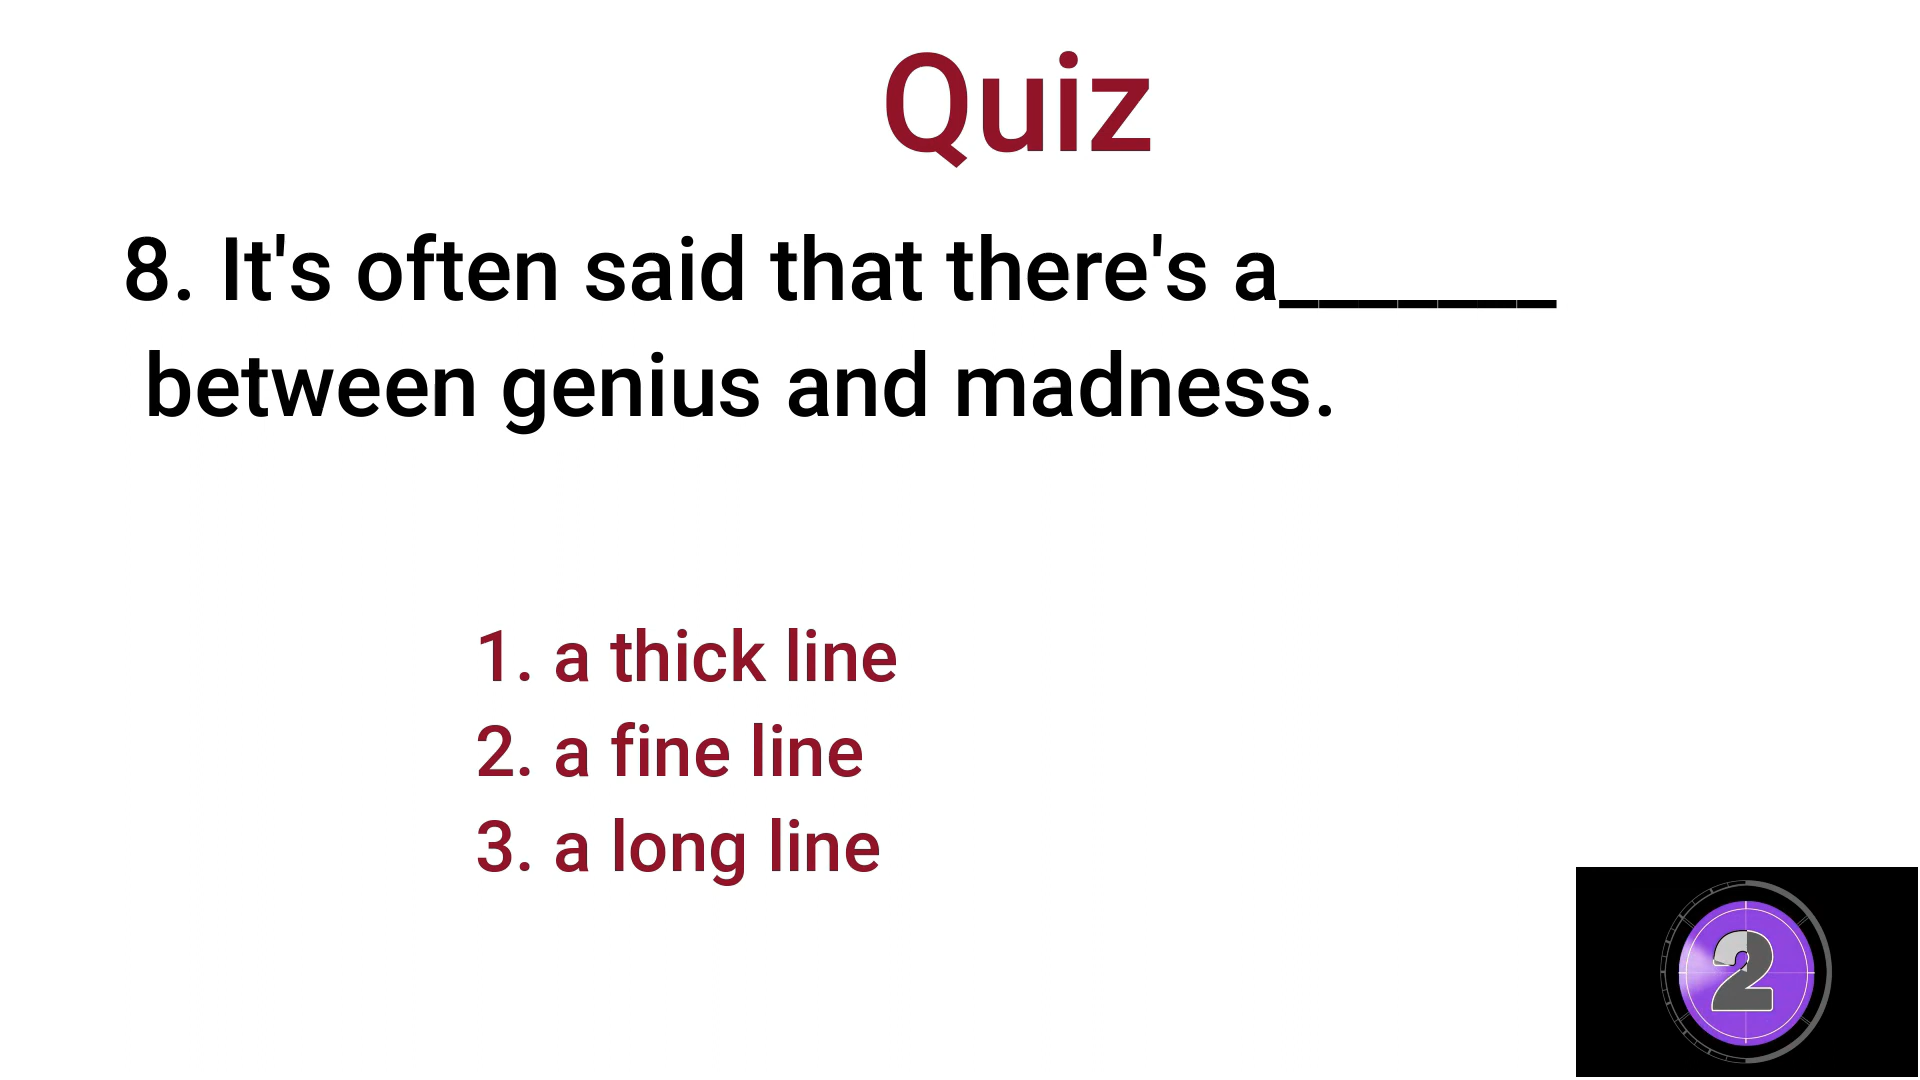 Quiz
8. It's often said that there's a_______
between genius and madness.
1. a thick line
2. a fine line
3. a long line
2